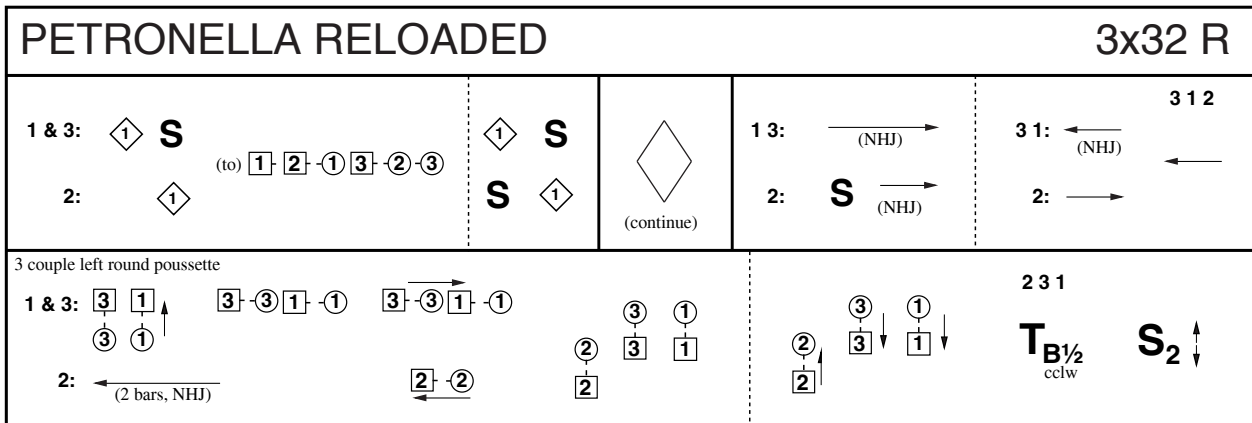 PETRONELLA RELOADED 3x32 R
1 & 3: 1 S
(to) 1 2 1 3 2 3
2: 1
1 S
S 1
(continue)
1 3: (NHJ)
2: S (NHJ)
3 1 2
3 1: (NHJ)
2:
3 couple left round poussette
1 & 3: 3 1 3 3 1 1 3 3 1 1
3 1
3 1
3 1
2
2
2: (2 bars, NHJ) 2 2
3 1
3 1
2
2
2 3 1
TB½ S2
cclw